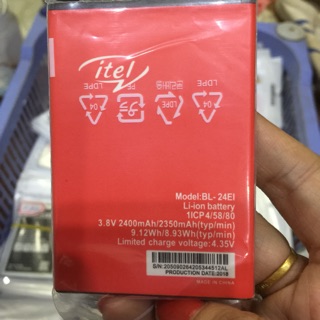 itel
LDPE
04
PE
LDPE
04
LDPE
Model:BL- 24EI
Li-ion battery
1ICP4/58/80
3.8V 2400mAh/2350mAh(typ/min)
9.12Wh/8.93Wh(typ/min)
Limited charge voltage:4.35V
PRODUCTION DATE:2018
MADE IN CHINA